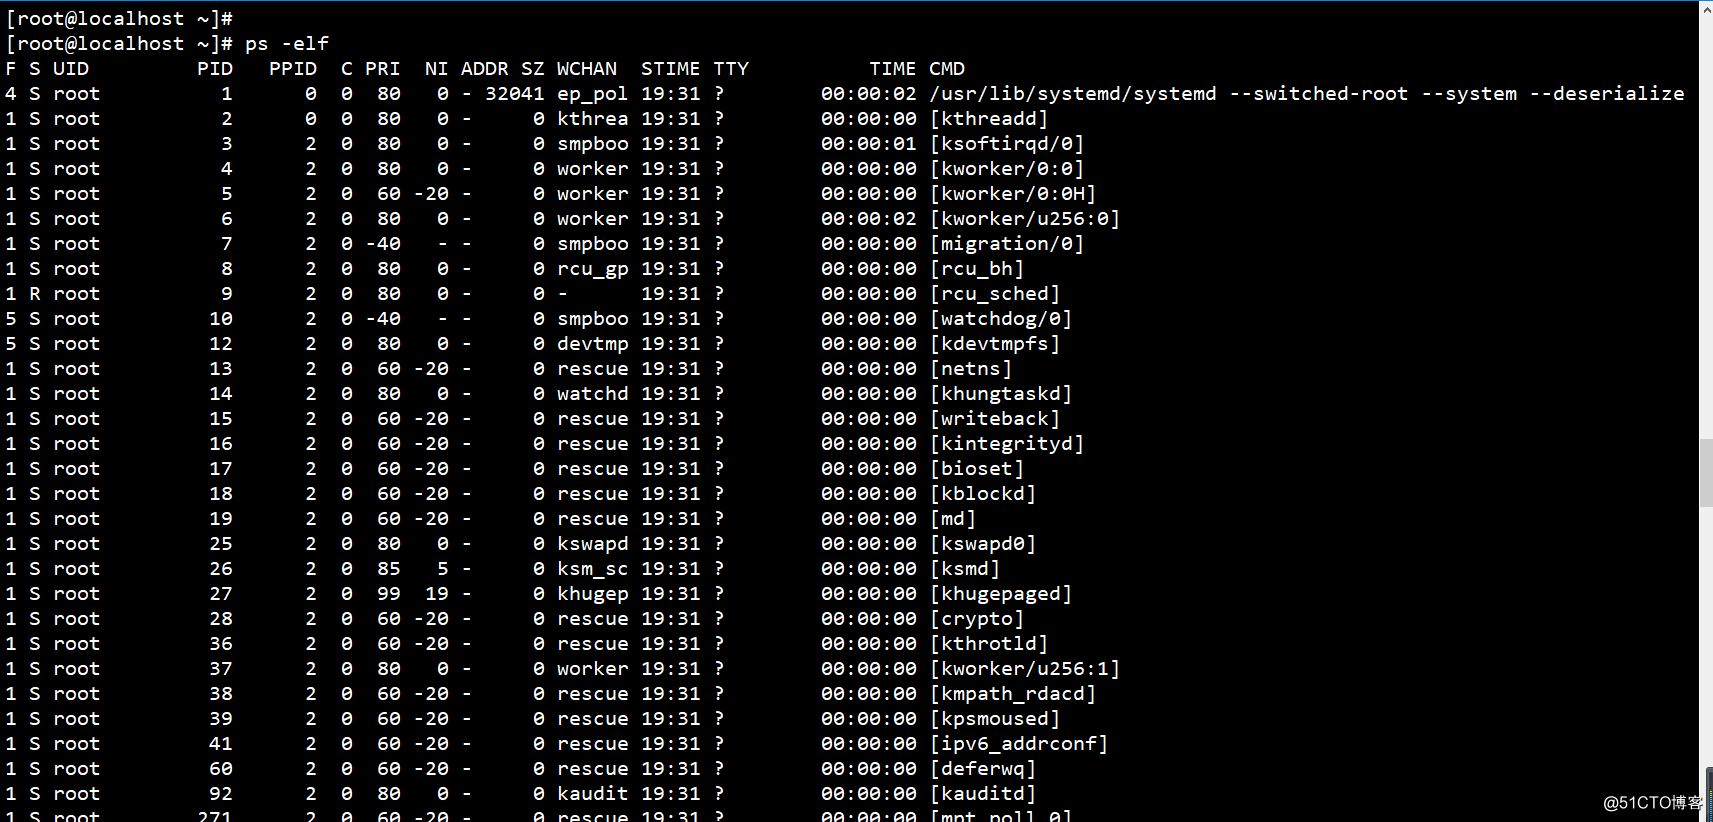 [root@localhost ~]#
[root@localhost ~]# ps -elf
F S UID         PID   PPID  C PRI  NI ADDR SZ WCHAN  STIME TTY          TIME CMD
4 S root          1      0  0  80   0 - 32041 ep_pol 19:31 ?        00:00:02 /usr/lib/systemd/systemd --switched-root --system --deserialize
1 S root          2      0  0  80   0 -     0 kthrea 19:31 ?        00:00:00 [kthreadd]
1 S root          3      2  0  80   0 -     0 smpboo 19:31 ?        00:00:01 [ksoftirqd/0]
1 S root          4      2  0  80   0 -     0 worker 19:31 ?        00:00:00 [kworker/0:0]
1 S root          5      2  0  60 -20 -     0 worker 19:31 ?        00:00:00 [kworker/0:0H]
1 S root          6      2  0  80   0 -     0 worker 19:31 ?        00:00:02 [kworker/u256:0]
1 S root          7      2  0 -40   - -     0 smpboo 19:31 ?        00:00:00 [migration/0]
1 S root          8      2  0  80   0 -     0 rcu_gp 19:31 ?        00:00:00 [rcu_bh]
1 R root          9      2  0  80   0 -     0 -      19:31 ?        00:00:00 [rcu_sched]
5 S root         10      2  0 -40   - -     0 smpboo 19:31 ?        00:00:00 [watchdog/0]
5 S root         12      2  0  80   0 -     0 devtmp 19:31 ?        00:00:00 [kdevtmpfs]
1 S root         13      2  0  60 -20 -     0 rescue 19:31 ?        00:00:00 [netns]
1 S root         14      2  0  80   0 -     0 watchd 19:31 ?        00:00:00 [khungtaskd]
1 S root         15      2  0  60 -20 -     0 rescue 19:31 ?        00:00:00 [writeback]
1 S root         16      2  0  60 -20 -     0 rescue 19:31 ?        00:00:00 [kintegrityd]
1 S root         17      2  0  60 -20 -     0 rescue 19:31 ?        00:00:00 [bioset]
1 S root         18      2  0  60 -20 -     0 rescue 19:31 ?        00:00:00 [kblockd]
1 S root         19      2  0  60 -20 -     0 rescue 19:31 ?        00:00:00 [md]
1 S root         25      2  0  80   0 -     0 kswapd 19:31 ?        00:00:00 [kswapd0]
1 S root         26      2  0  85   5 -     0 ksm_sc 19:31 ?        00:00:00 [ksmd]
1 S root         27      2  0  99  19 -     0 khugep 19:31 ?        00:00:00 [khugepaged]
1 S root         28      2  0  60 -20 -     0 rescue 19:31 ?        00:00:00 [crypto]
1 S root         36      2  0  60 -20 -     0 rescue 19:31 ?        00:00:00 [kthrotld]
1 S root         37      2  0  80   0 -     0 worker 19:31 ?        00:00:00 [kworker/u256:1]
1 S root         38      2  0  60 -20 -     0 rescue 19:31 ?        00:00:00 [kmpath_rdacd]
1 S root         39      2  0  60 -20 -     0 rescue 19:31 ?        00:00:00 [kpsmoused]
1 S root         41      2  0  60 -20 -     0 rescue 19:31 ?        00:00:00 [ipv6_addrconf]
1 S root         60      2  0  60 -20 -     0 rescue 19:31 ?        00:00:00 [deferwq]
1 S root         92      2  0  80   0 -     0 kaudit 19:31 ?        00:00:00 [kauditd]
1 S root        271      2  0  60 -20 -     0 rescue 19:31 ?        00:00:00 [mpt_poll_0]
@51CTO博客